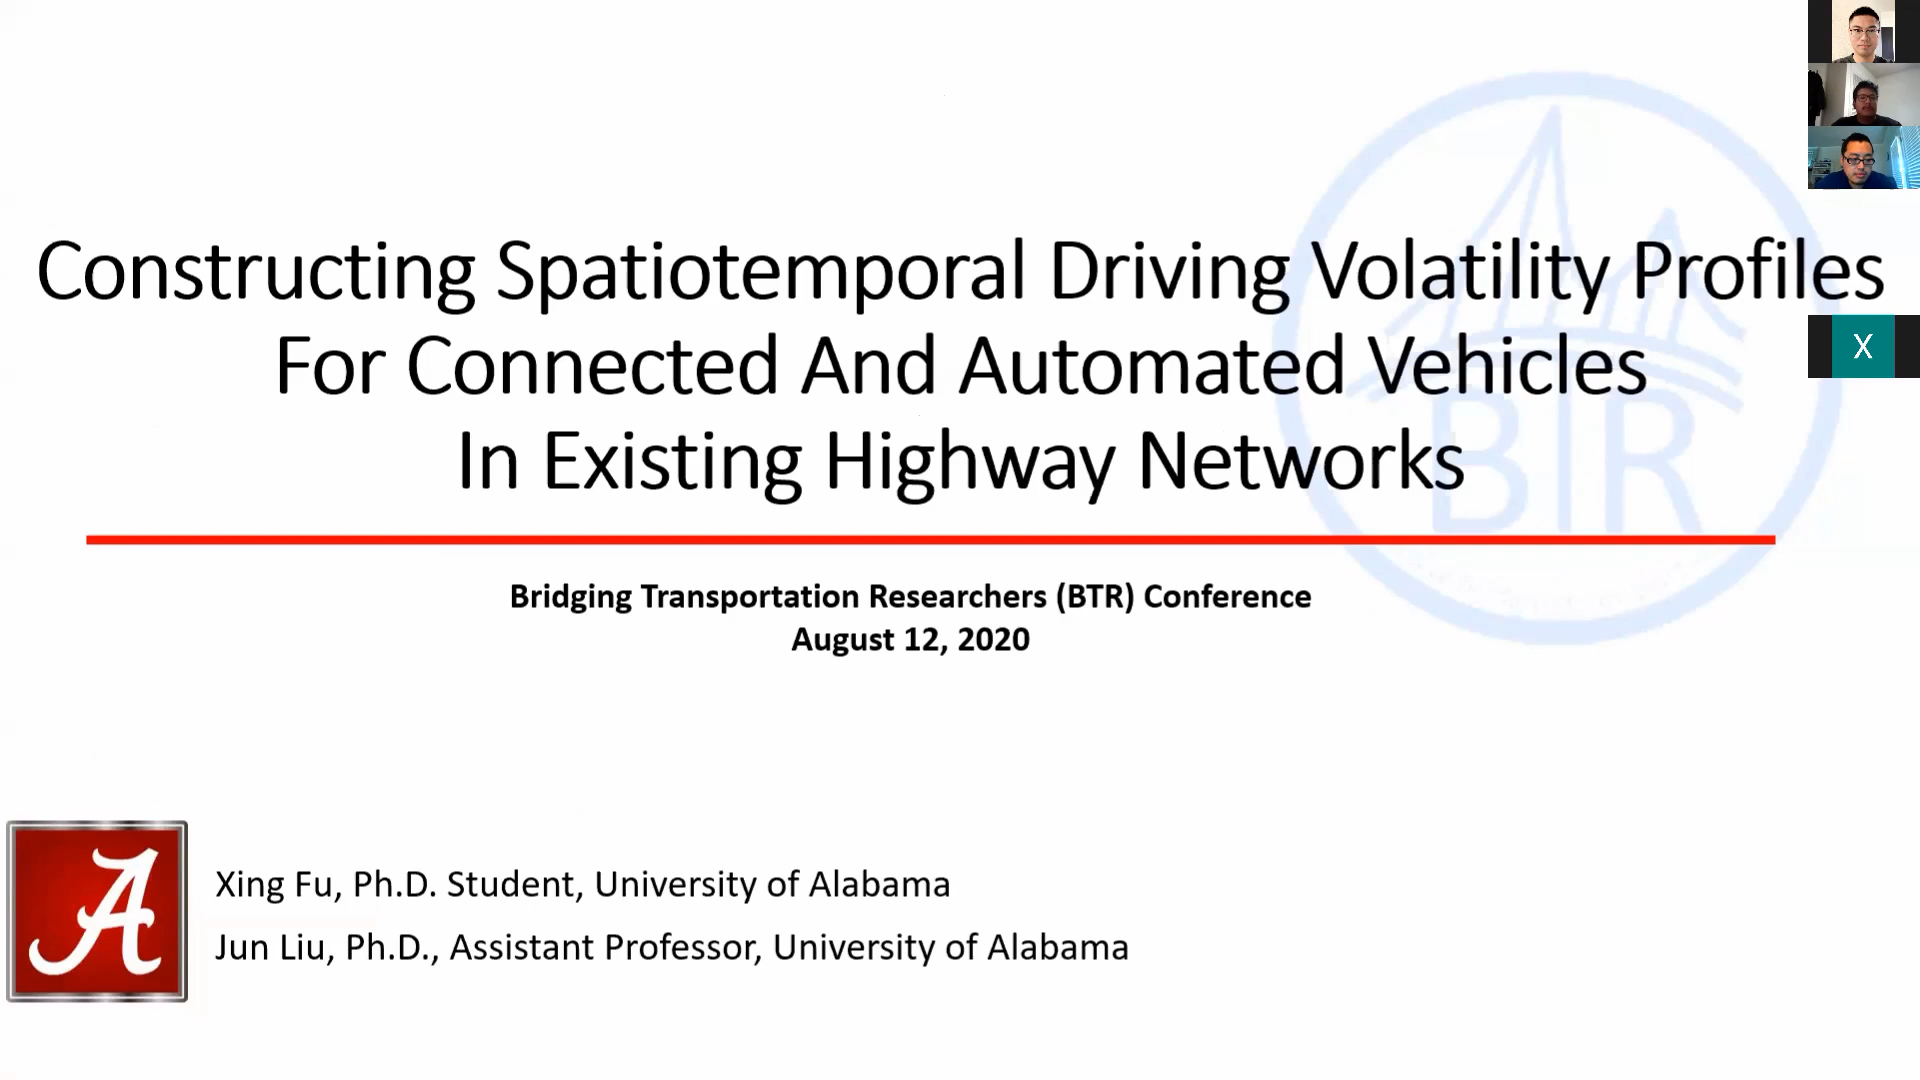 Constructing Spatiotemporal Driving Volatility Profiles
For Connected And Automated Vehicles
In Existing Highway Networks
X
BTR
Bridging Transportation Researchers (BTR) Conference
August 12, 2020
A
Xing Fu, Ph.D. Student, University of Alabama
Jun Liu, Ph.D., Assistant Professor, University of Alabama